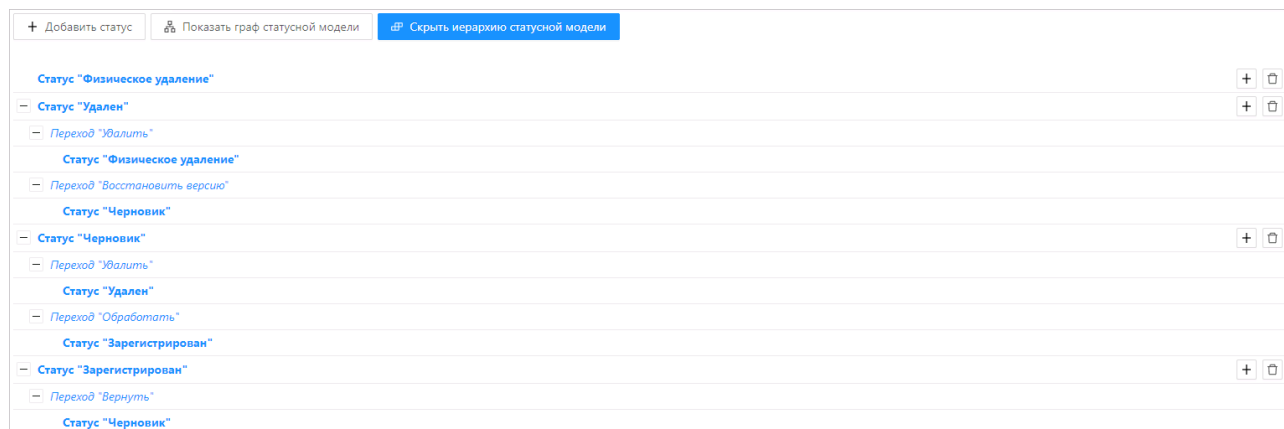 Добавить статус
Показать граф статусной модели
Скрыть иерархию статусной модели
Статус "Физическое удаление"
Статус "Удален"
Переход "Удалить"
Статус "Физическое удаление"
Переход "Восстановить версию"
Статус "Черновик"
Статус "Черновик"
Переход "Удалить"
Статус "Удален"
Переход "Обработать"
Статус "Зарегистрирован"
Статус "Зарегистрирован"
Переход "Вернуть"
Статус "Черновик"